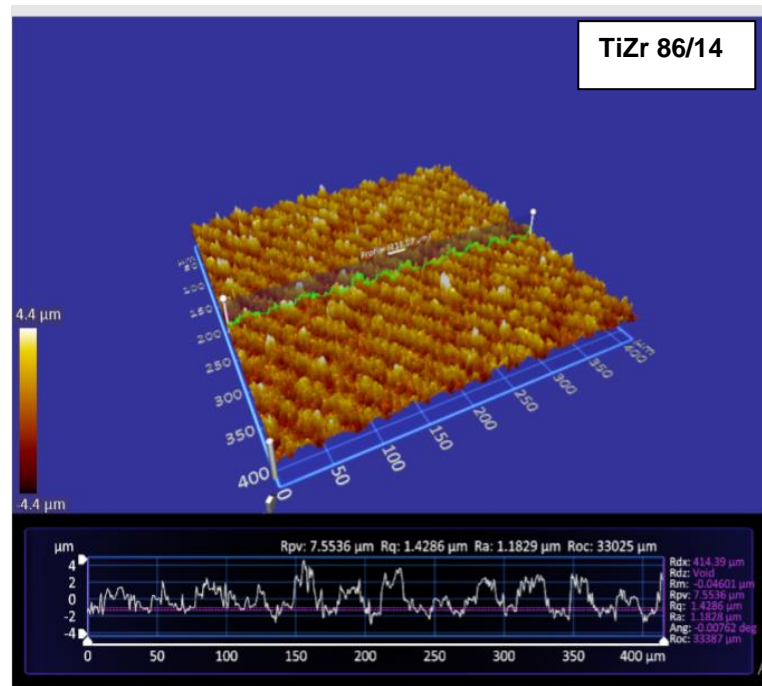 TiZr 86/14
4.4 µm
-4.4 µm
µm
100
150
200
250
300
350
400
0
50
100
150
200
250
300
350
400
µm
µm
Rpv: 7.5536 µm Rq: 1.4286 µm Ra: 1.1829 µm Roc: 33025 µm
4
2
0
-2
-4
0
50
100
150
200
250
300
350
400 µm
Rdx: 414.39 µm
Rdz: Void
Rm: -0.04601 µm
Rpv: 7.5536 µm
Rq: 1.4286 µm
Ra: 1.1828 µm
Ang: -0.00762 deg
Roc: 33387 µm